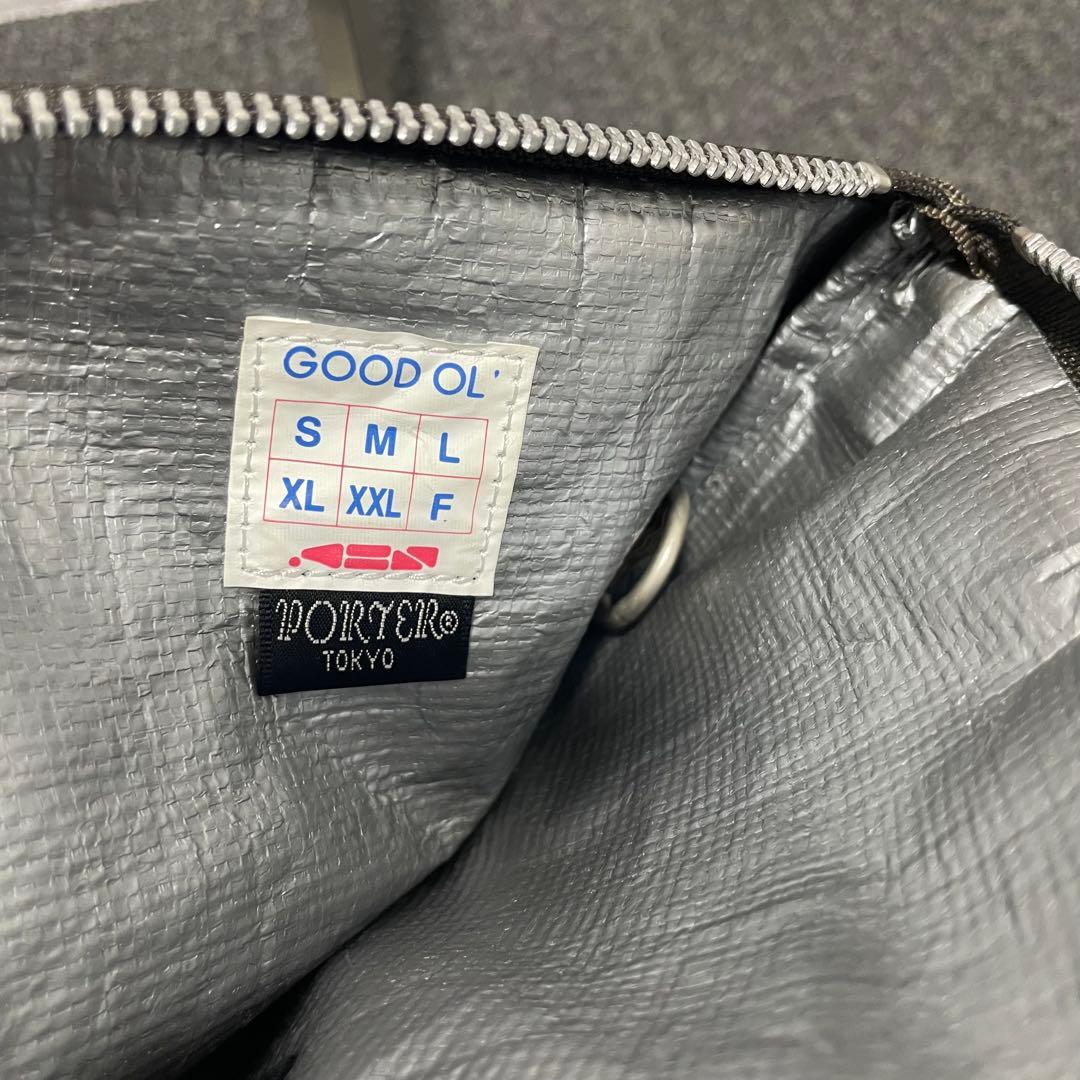 GOOD OL'
S M L
XL XXL F
PORTER®
TOKYO